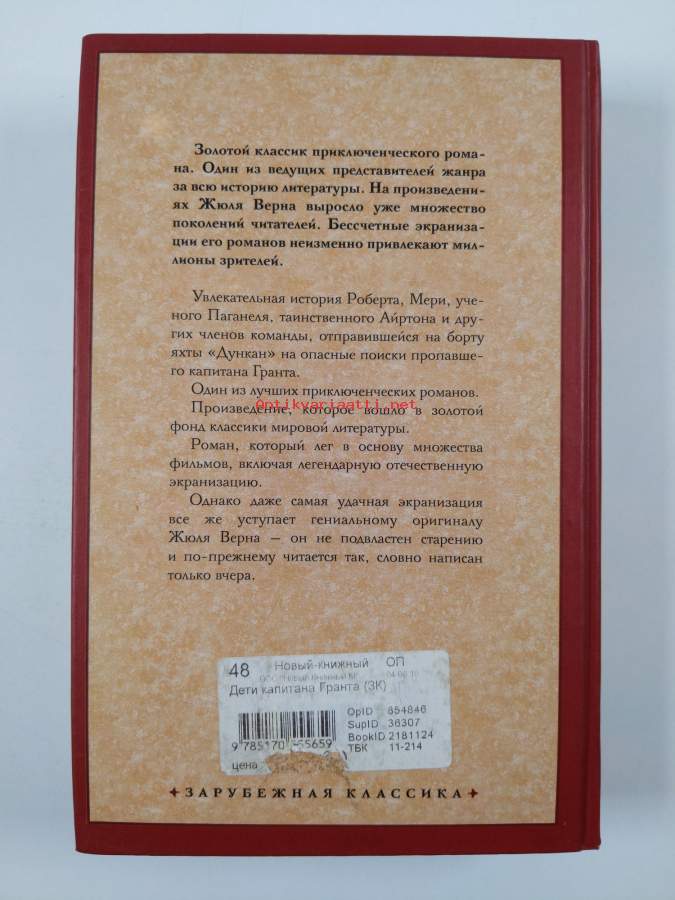 Золотой классик приключенческого рома-
на. Один из ведущих представителей жанра
за всю историю литературы. На произведени-
ях Жюля Верна выросло уже множество
поколений читателей. Бессчетные экраниза-
ции его романов неизменно привлекают мил-
лионы зрителей.
Увлекательная история Роберта, Мери, уче-
ного Паганеля, таинственного Айртона и дру-
гих членов команды, отправившейся на борту
яхты «Дункан» на опасные поиски пропавше-
го капитана Гранта.
Один из лучших приключенческих романов.
Antikvariaatti.net
Произведение, которое вошло в золотой
фонд классики мировой литературы.
Роман, который лег в основу множества
фильмов, включая легендарную отечественную
экранизацию.
Однако даже самая удачная экранизация
все же уступает гениальному оригиналу
Жюля Верна — он не подвластен старению
и по-прежнему читается так, словно написан
только вчера.
48 Новый-книжный ОП
Дети капитана Гранта (ЗК)
OpID 854846
SupID 36307
BookID 2181124
ТБК 11-214
9 785170 55659
цена
ЗАРУБЕЖНАЯ КЛАССИКА